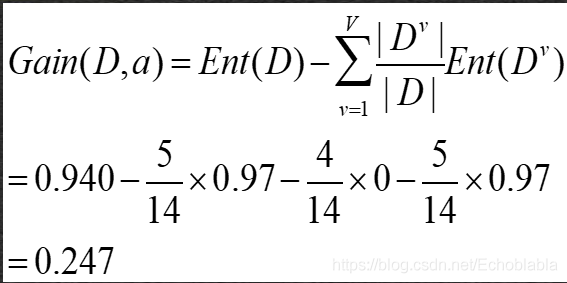 Gain(D,a) = Ent(D) − ∑_{v=1}^{V} |D^v| / |D| Ent(D^v)
= 0.940 − 5/14 × 0.97 − 4/14 × 0 − 5/14 × 0.97
= 0.247
https://blog.csdn.net/Echoblabla